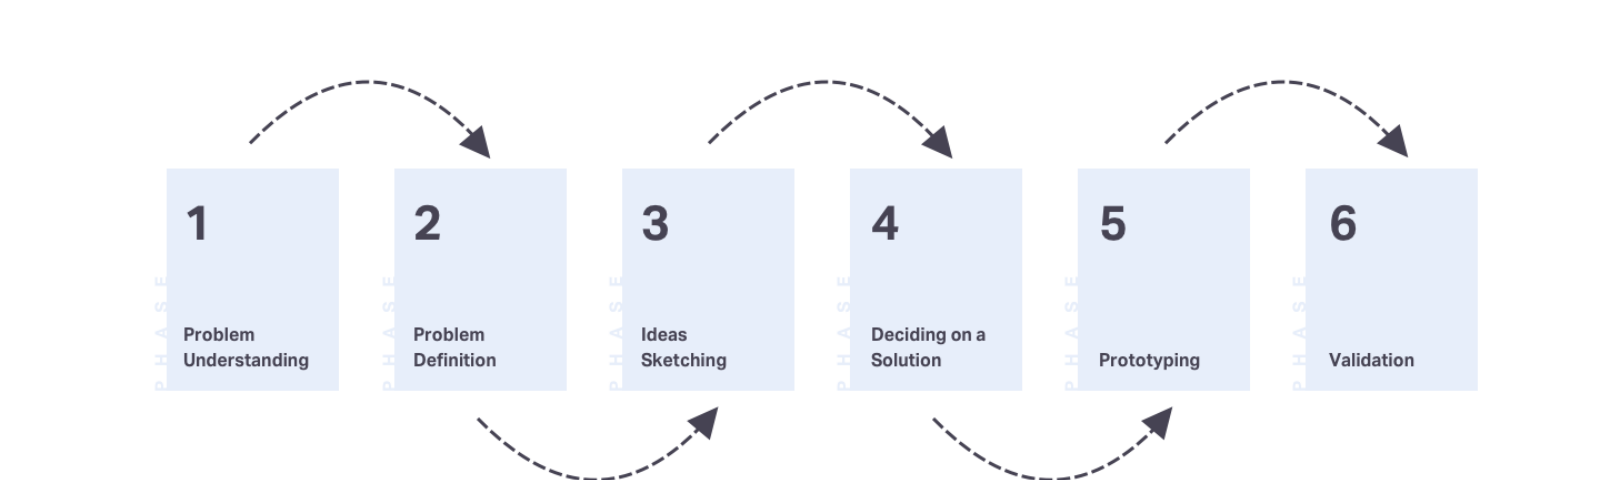 1
PHASE
Problem
Understanding
2
PHASE
Problem
Definition
3
PHASE
Ideas
Sketching
4
PHASE
Deciding on a
Solution
5
PHASE
Prototyping
6
PHASE
Validation